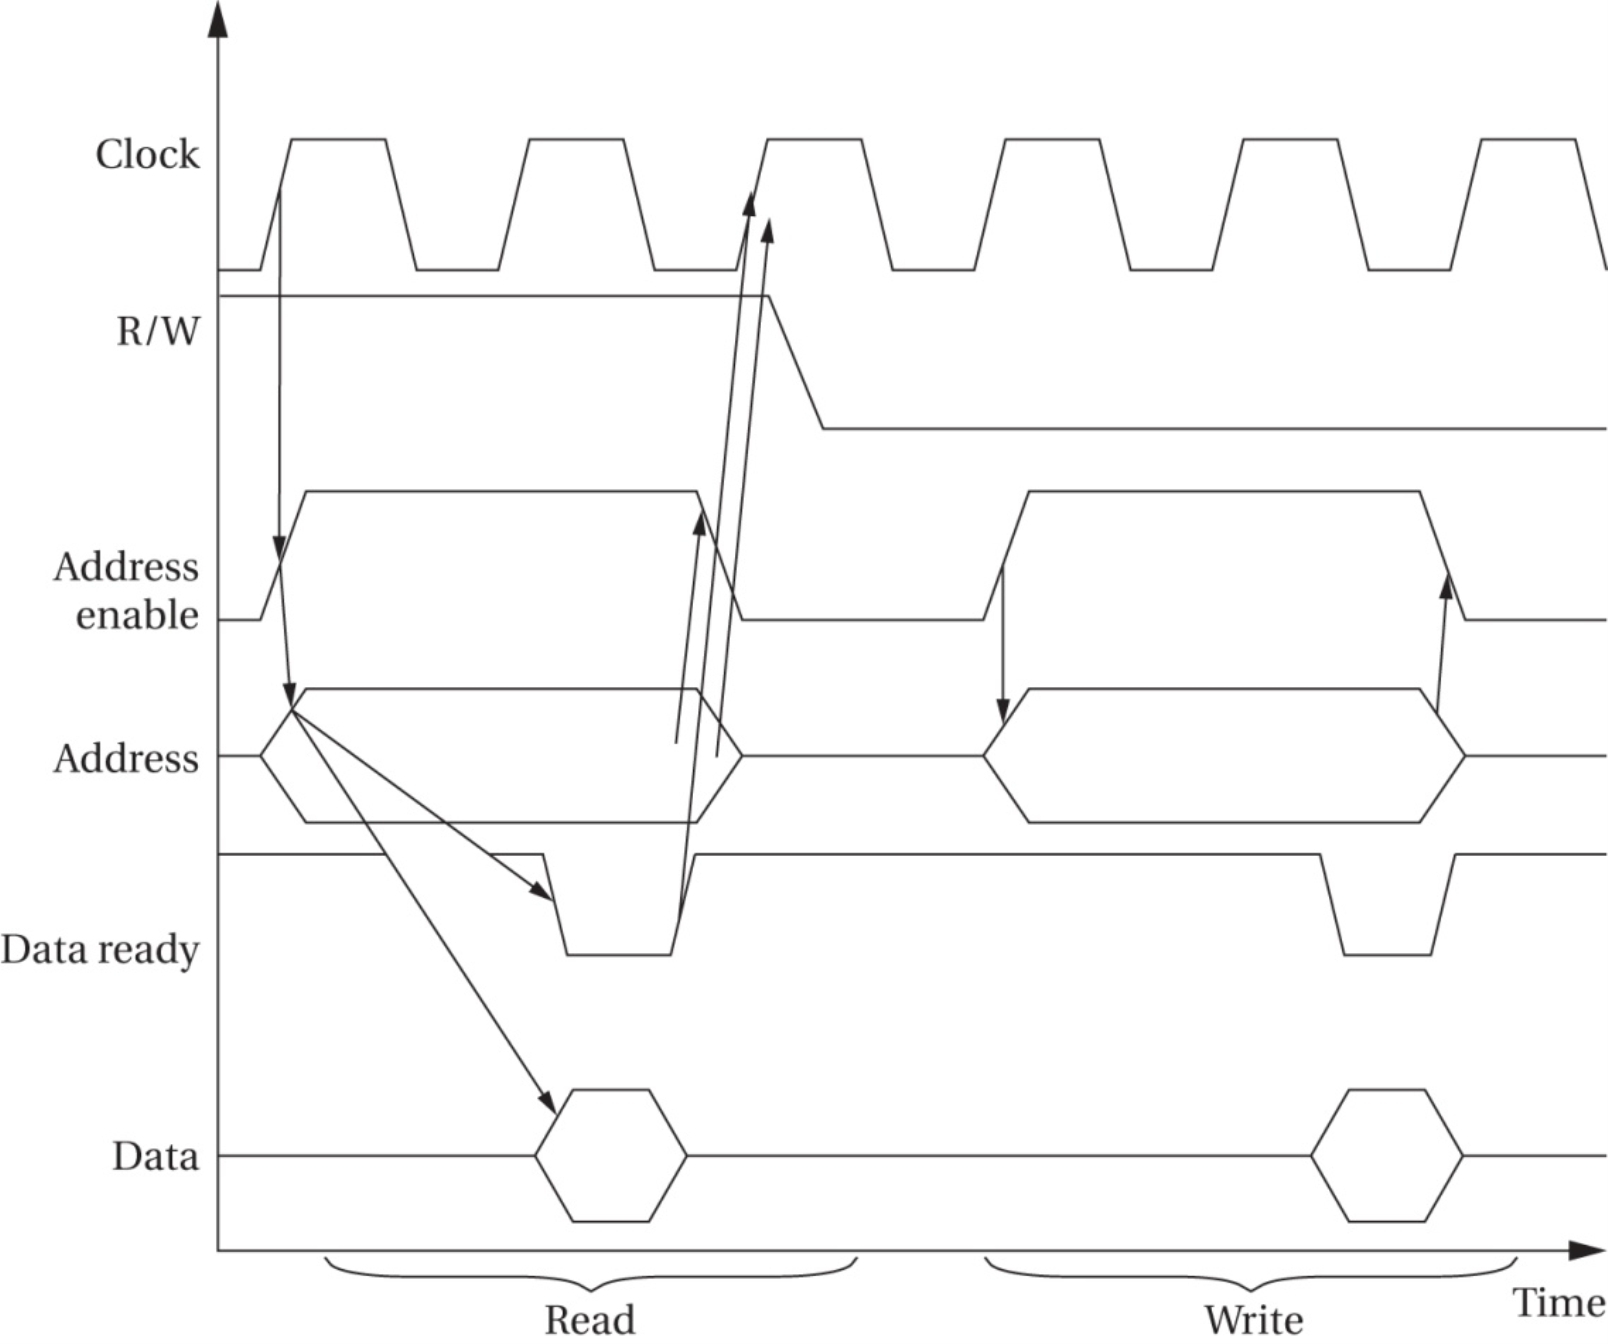 Clock
R/W
Address
enable
Address
Data ready
Data
Read
Write
Time